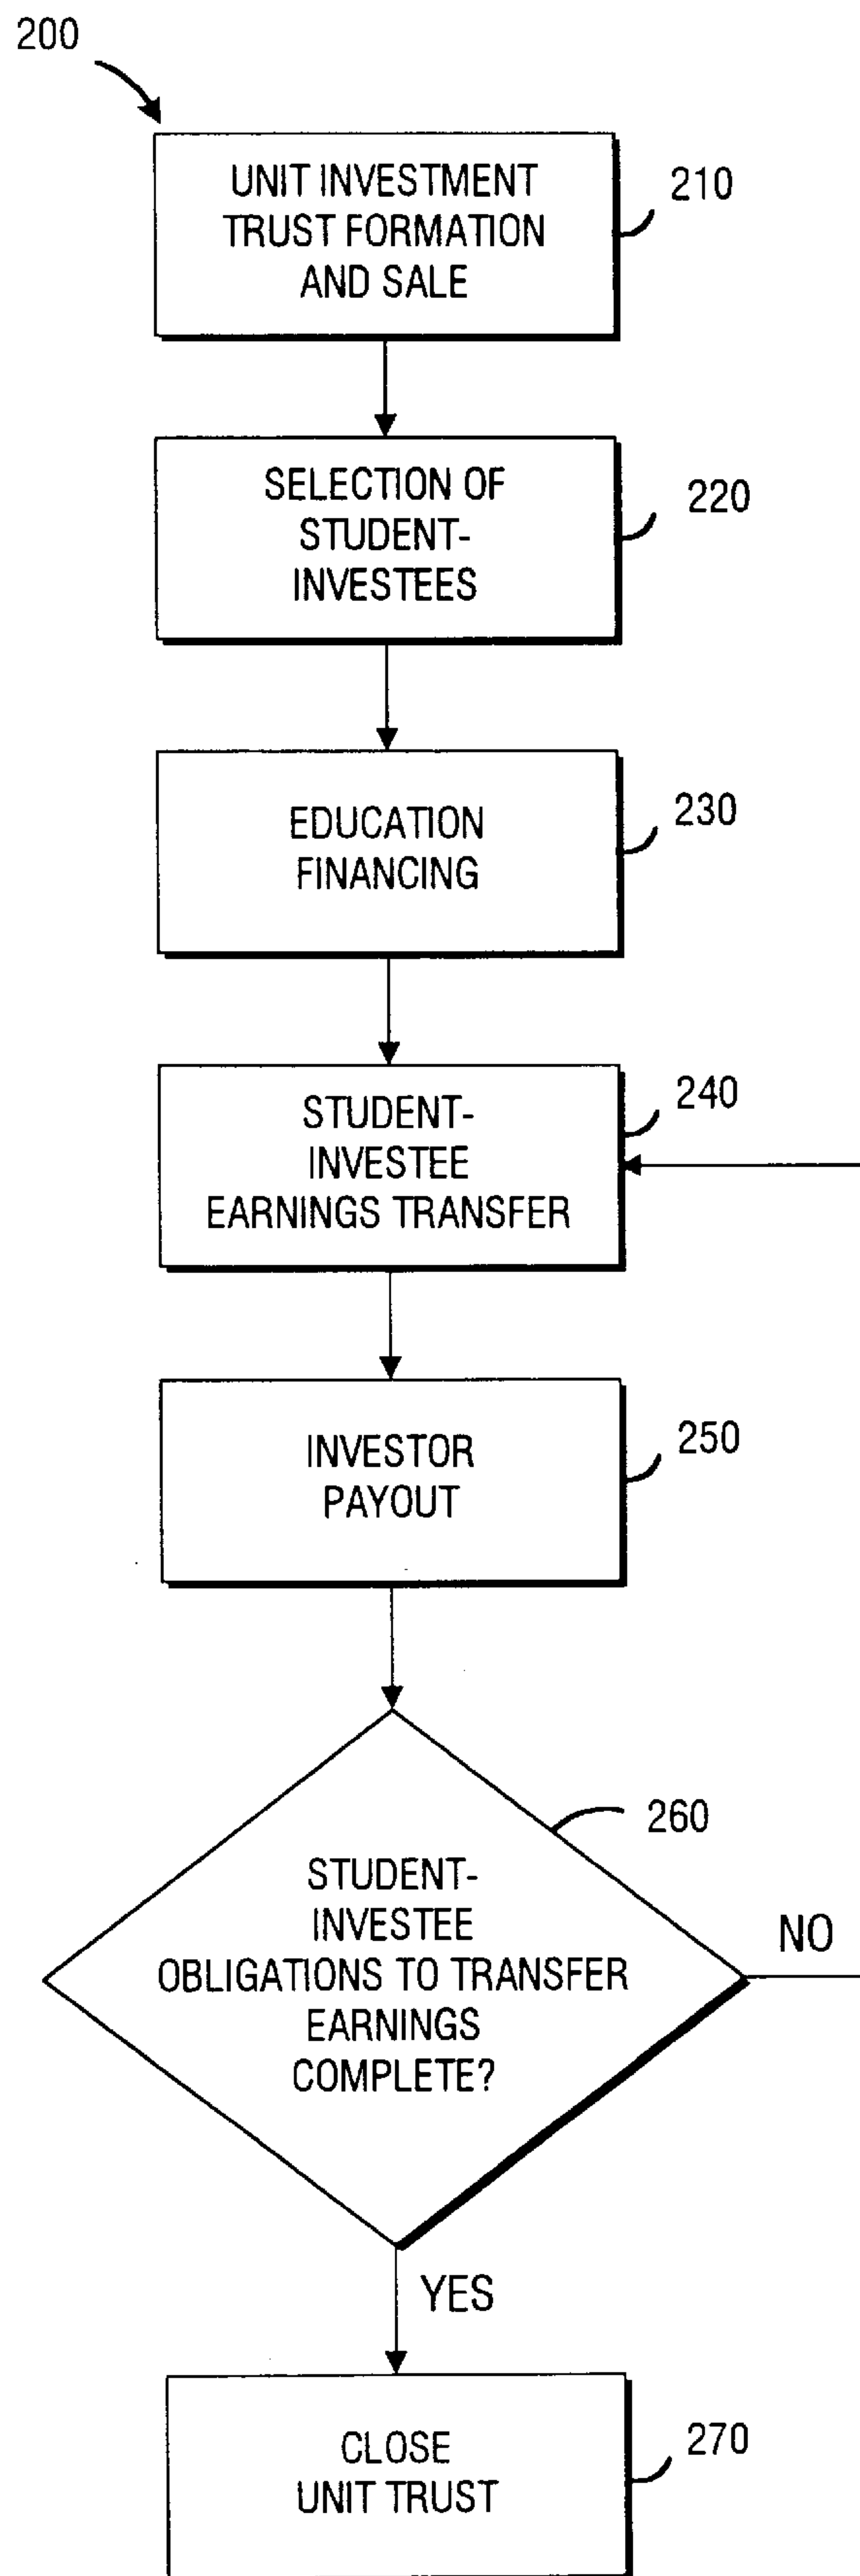 200
UNIT INVESTMENT
TRUST FORMATION
AND SALE
210
SELECTION OF
STUDENT-
INVESTEES
220
EDUCATION
FINANCING
230
STUDENT-
INVESTEE
EARNINGS TRANSFER
240
INVESTOR
PAYOUT
250
STUDENT-
INVESTEE
OBLIGATIONS TO TRANSFER
EARNINGS
COMPLETE?
260
NO
YES
CLOSE
UNIT TRUST
270